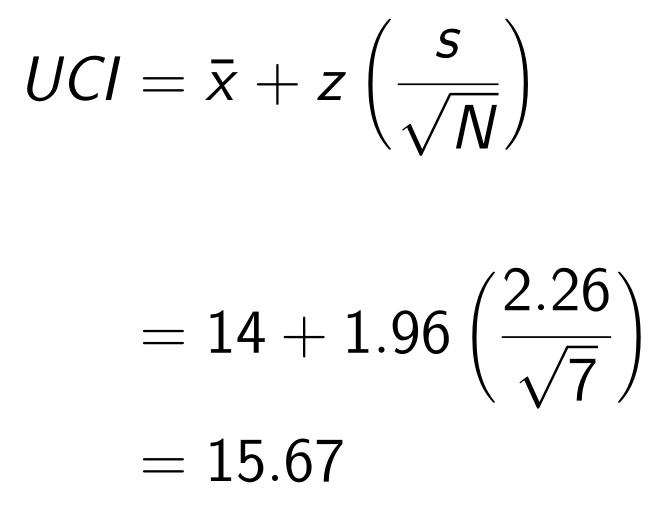 UCI = x̄ + z (s/√N)
= 14 + 1.96 (2.26/√7)
= 15.67